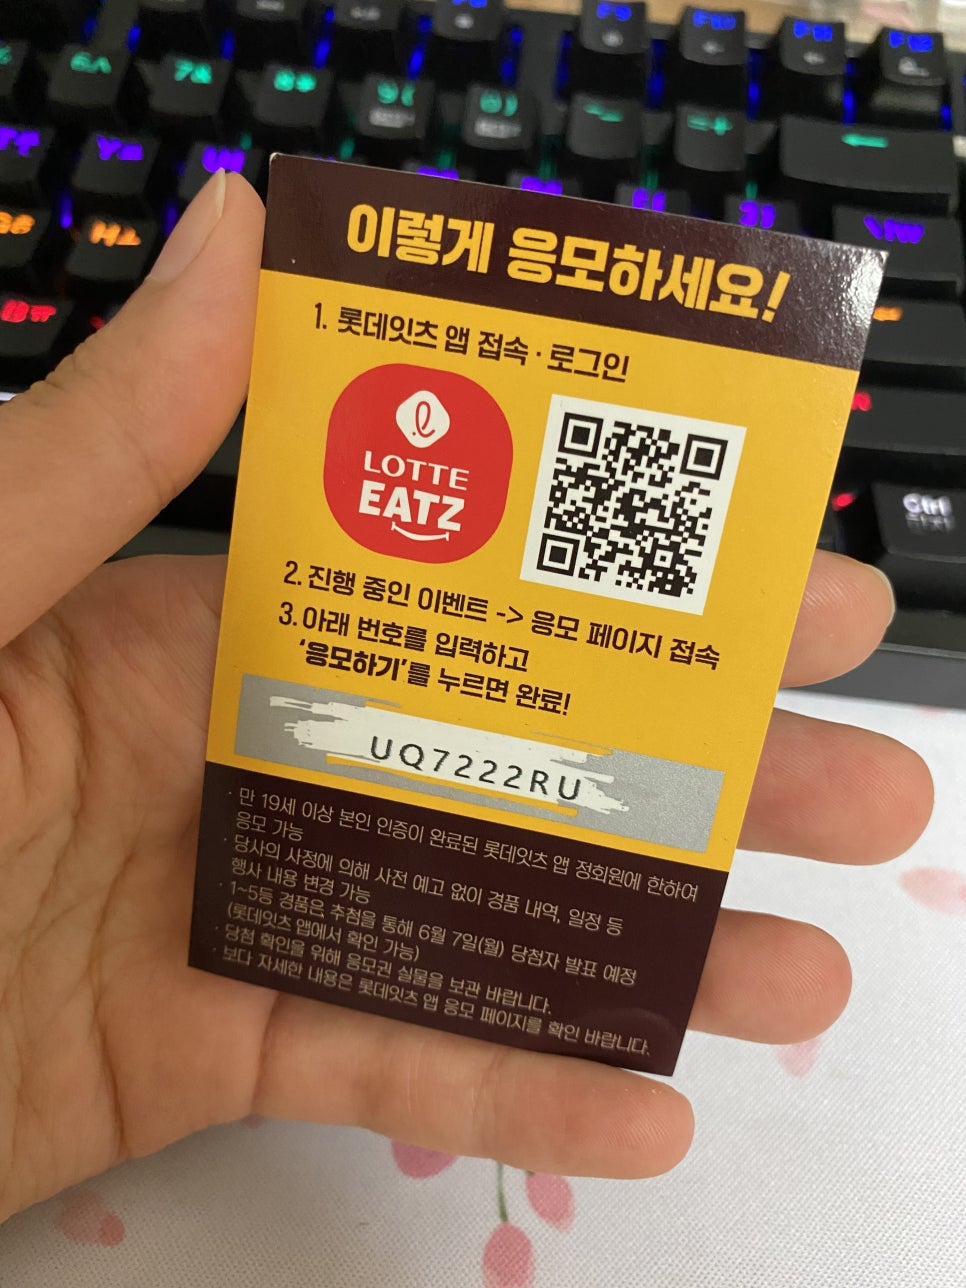 이렇게 응모하세요!
1. 롯데잇츠 앱 접속 · 로그인
LOTTE
EATZ
2. 진행 중인 이벤트 -> 응모 페이지 접속
3. 아래 번호를 입력하고
‘응모하기’를 누르면 완료!
UQ7222RU
· 만 19세 이상 본인 인증이 완료된 롯데잇츠 앱 정회원에 한하여
응모 가능
· 당사의 사정에 의해 사전 예고 없이 경품 내역, 일정 등
행사 내용 변경 가능
· 1~5등 경품은 추첨을 통해 6월 7일(월) 당첨자 발표 예정
(롯데잇츠 앱에서 확인 가능)
· 당첨 확인을 위해 응모권 실물을 보관 바랍니다.
· 보다 자세한 내용은 롯데잇츠 앱 응모 페이지를 확인 바랍니다.
F9
F10
F11
F12
Ctrl
한자